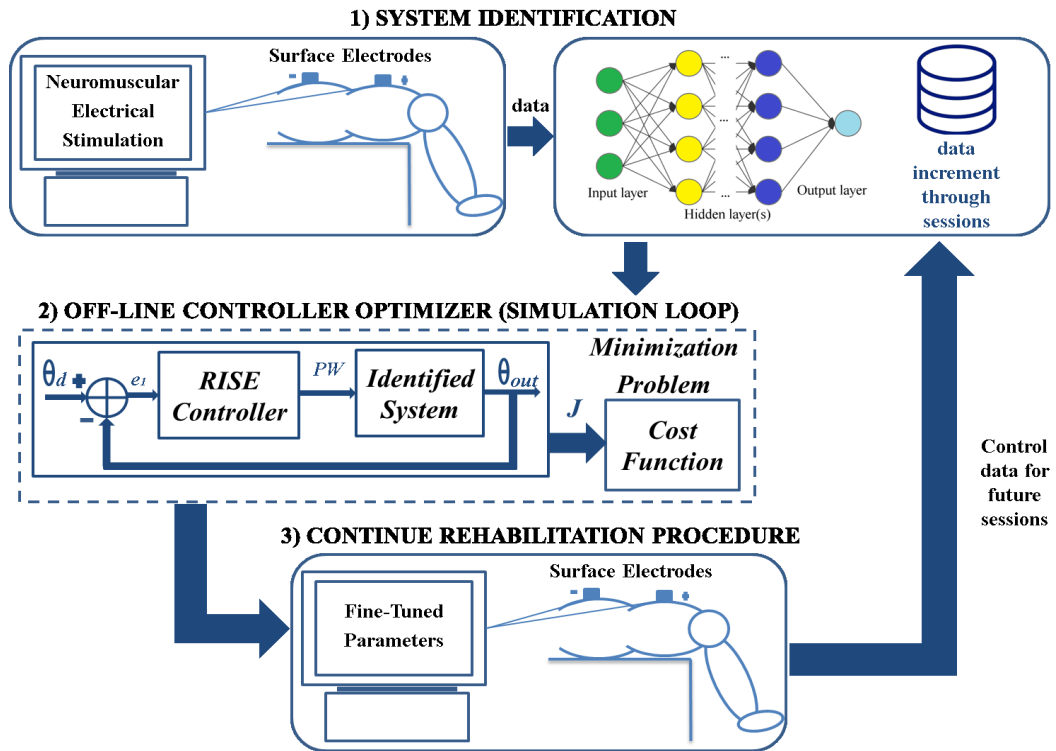 1) SYSTEM IDENTIFICATION
Neuromuscular
Electrical
Stimulation
Surface Electrodes
- +
data
...
...
...
...
Input layer
Hidden layer(s)
Output layer
data
increment
through
sessions
2) OFF-LINE CONTROLLER OPTIMIZER (SIMULATION LOOP)
θd +
-
e1
RISE
Controller
PW
Identified
System
θout
J
Minimization
Problem
Cost
Function
Control
data for
future
sessions
3) CONTINUE REHABILITATION PROCEDURE
Fine-Tuned
Parameters
Surface Electrodes
- +